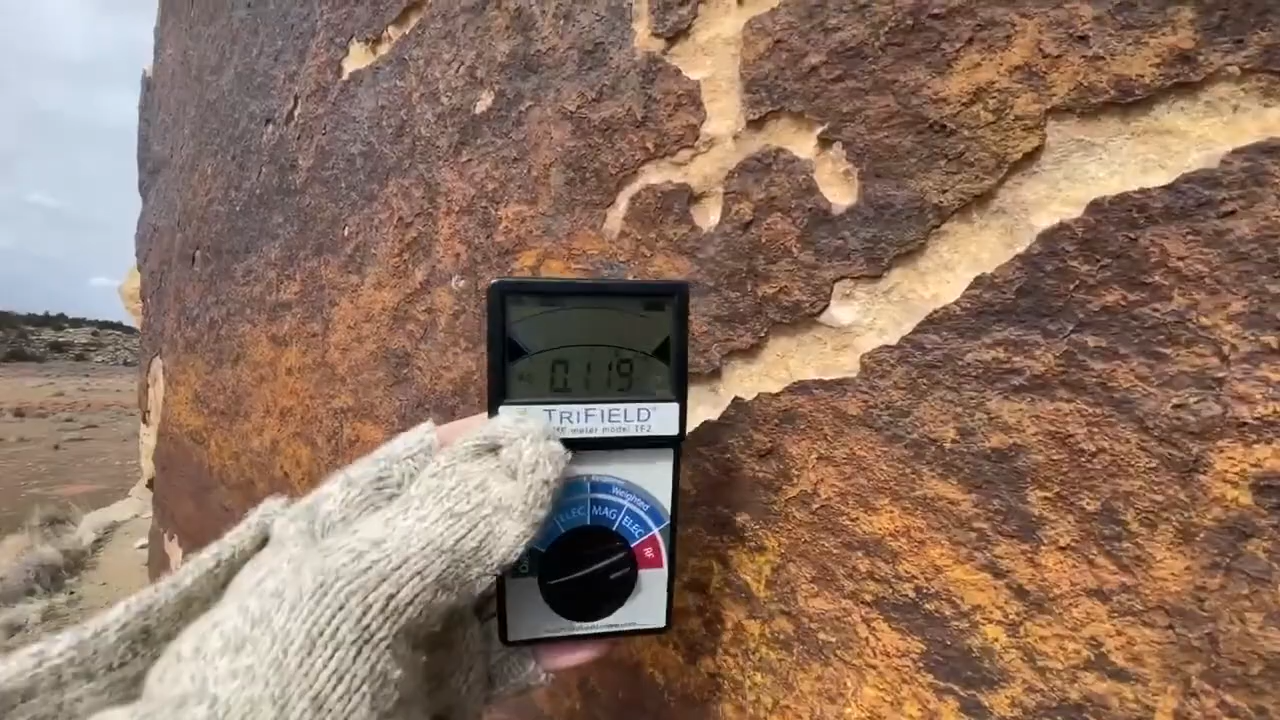 0.119
TRIFIELD®
meter model TF2
Weighted
ELEC
MAG
ELEC
RF